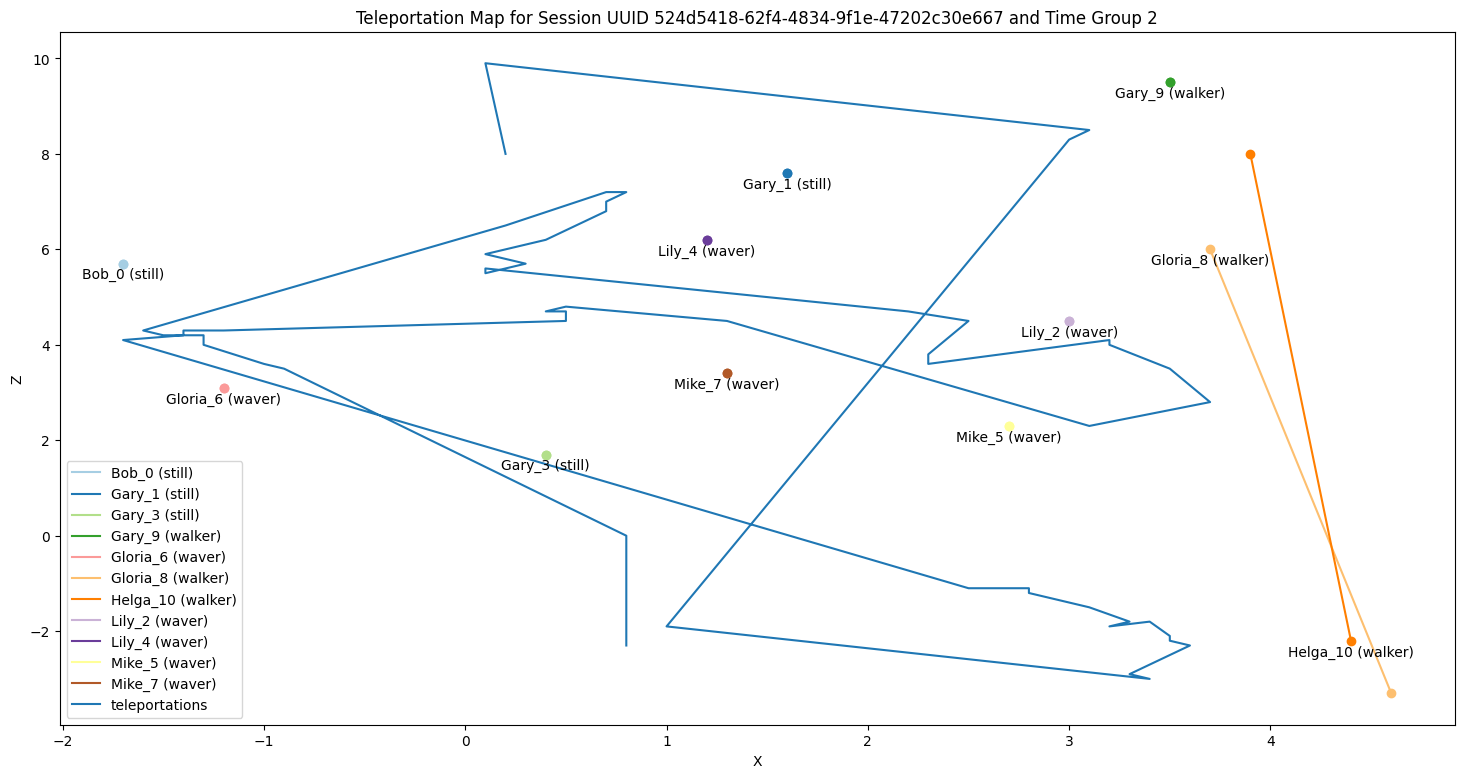 Teleportation Map for Session UUID 524d5418-62f4-4834-9f1e-47202c30e667 and Time Group 2
10
8
6
4
2
0
−2
Z
Gary_9 (walker)
Gary_1 (still)
Lily_4 (waver)
Gloria_8 (walker)
Bob_0 (still)
Lily_2 (waver)
Mike_7 (waver)
Gloria_6 (waver)
Mike_5 (waver)
Gary_3 (still)
Helga_10 (walker)
Bob_0 (still)
Gary_1 (still)
Gary_3 (still)
Gary_9 (walker)
Gloria_6 (waver)
Gloria_8 (walker)
Helga_10 (walker)
Lily_2 (waver)
Lily_4 (waver)
Mike_5 (waver)
Mike_7 (waver)
teleportations
−2 −1 0 1 2 3 4
X